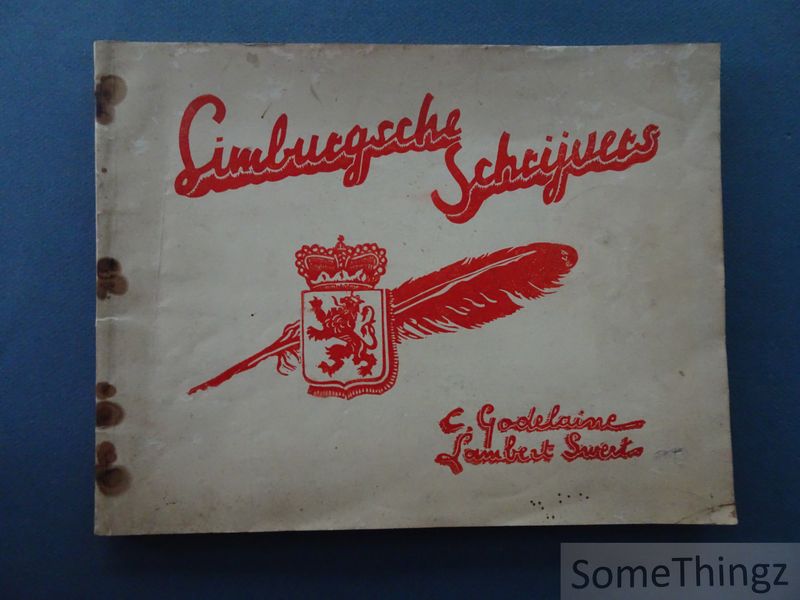 Limburgsche
Schrijvers
C. Godelaine
Lambert Swerts
SomeThingz